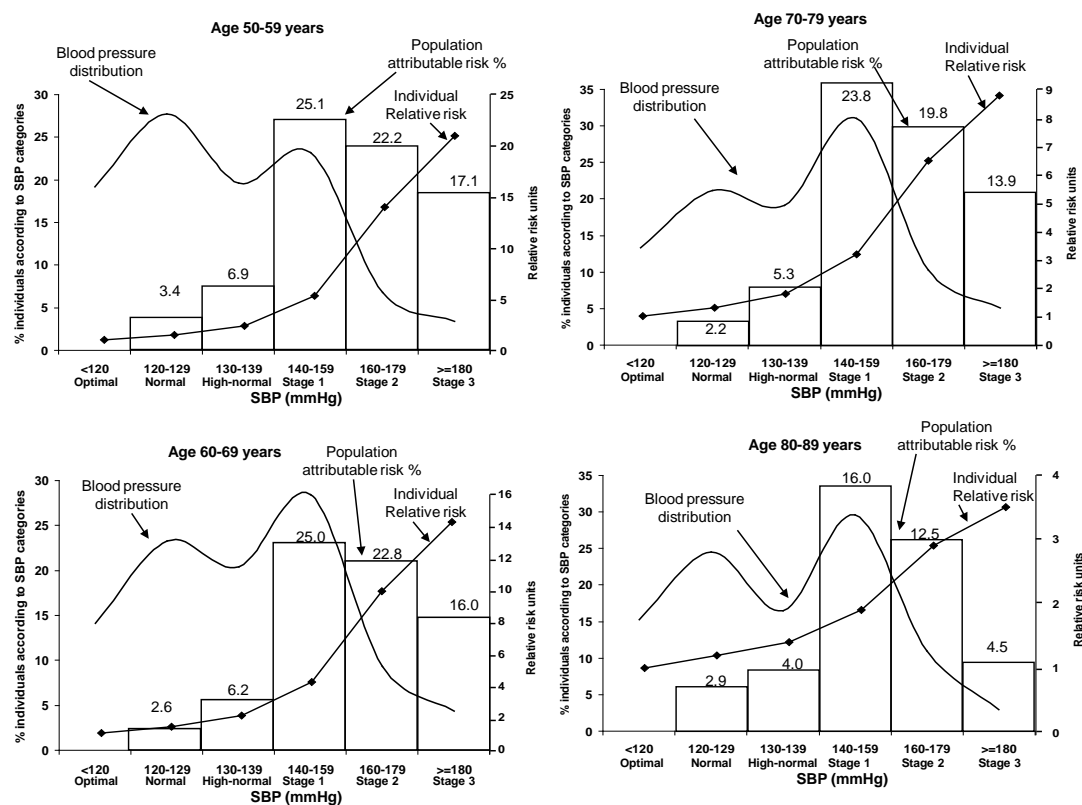 Age 50-59 years
Blood pressure
distribution
Population
attributable risk %
Individual
Relative risk
% individuals according to SBP categories
30
25
20
15
10
5
0
3.4
6.9
25.1
22.2
17.1
25
20
15
10
5
0
Relative risk units
<120 120-129 130-139 140-159 160-179 >=180
Optimal Normal High-normal Stage 1 Stage 2 Stage 3
SBP (mmHg)
Age 70-79 years
Blood pressure
distribution
Population
attributable risk %
Individual
Relative risk
% individuals according to SBP categories
35
30
25
20
15
10
5
0
2.2
5.3
23.8
19.8
13.9
9
8
7
6
5
4
3
2
1
0
Relative risk units
<120 120-129 130-139 140-159 160-179 >=180
Optimal Normal High-normal Stage 1 Stage 2 Stage 3
SBP (mmHg)
Age 60-69 years
Blood pressure
distribution
Population
attributable risk %
Individual
Relative risk
% individuals according to SBP categories
30
25
20
15
10
5
0
2.6
6.2
25.0
22.8
16.0
16
14
12
10
8
6
4
2
0
Relative risk units
<120 120-129 130-139 140-159 160-179 >=180
Optimal Normal High-normal Stage 1 Stage 2 Stage 3
SBP (mmHg)
Age 80-89 years
Blood pressure
distribution
Population
attributable risk %
Individual
Relative risk
% individuals according to SBP categories
35
30
25
20
15
10
5
0
2.9
4.0
16.0
12.5
4.5
4
3
2
1
0
Relative risk units
<120 120-129 130-139 140-159 160-179 >=180
Optimal Normal High-normal Stage 1 Stage 2 Stage 3
SBP (mmHg)